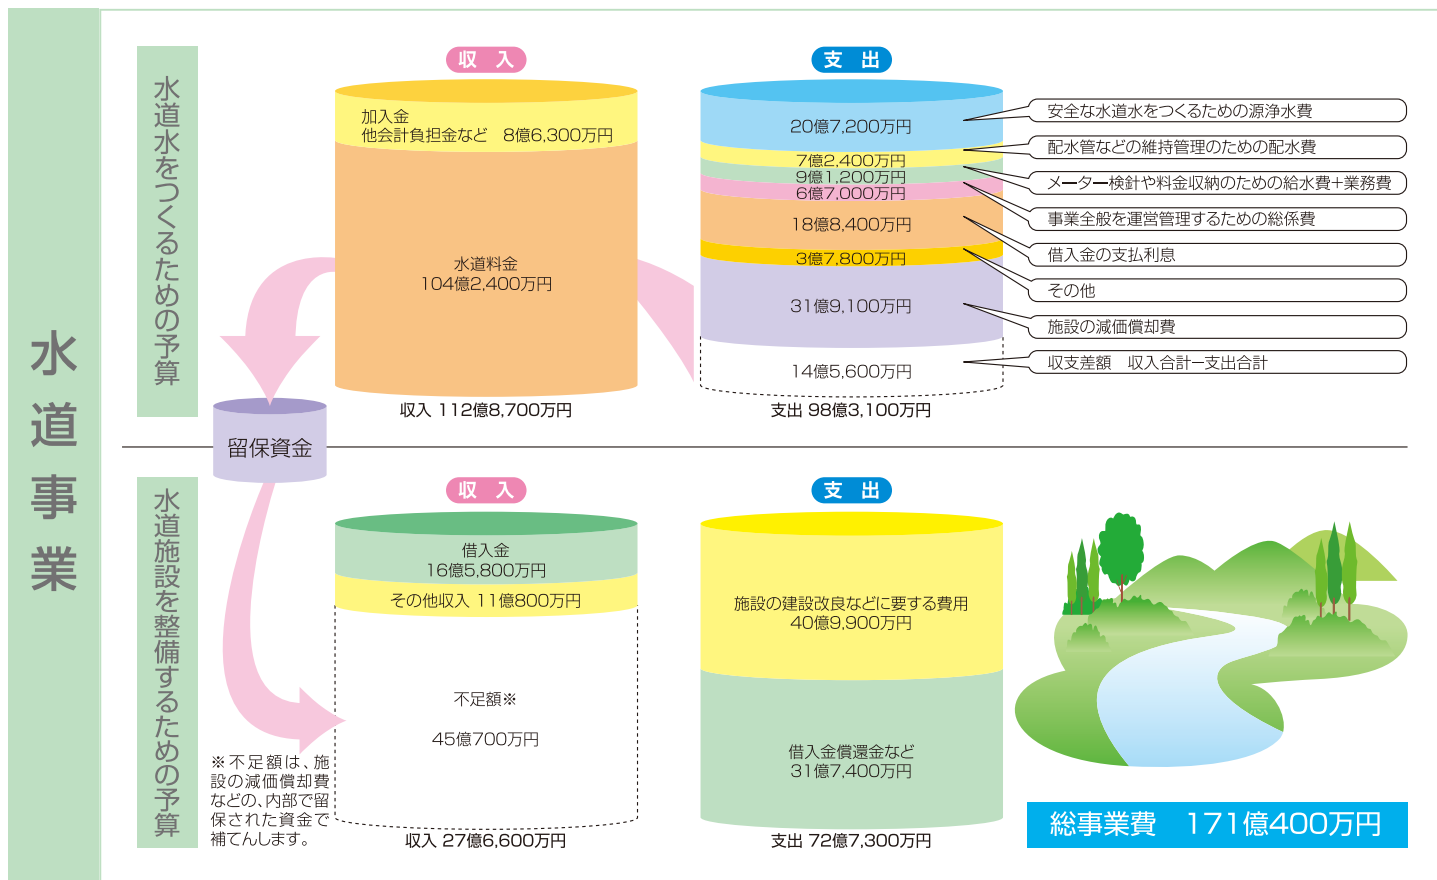 水道事業
水道水をつくるための予算
収 入
加入金
他会計負担金など 8億6,300万円
水道料金
104億2,400万円
収入 112億8,700万円
支 出
20億7,200万円
7億2,400万円
9億1,200万円
6億7,000万円
18億8,400万円
3億7,800万円
31億9,100万円
14億5,600万円
支出 98億3,100万円
安全な水道水をつくるための源浄水費
配水管などの維持管理のための配水費
メーター検針や料金収納のための給水費+業務費
事業全般を運営管理するための総係費
借入金の支払利息
その他
施設の減価償却費
収支差額 収入合計ー支出合計
留保資金
水道施設を整備するための予算
収 入
借入金
16億5,800万円
その他収入 11億800万円
不足額※
45億700万円
収入 27億6,600万円
※不足額は、施
設の減価償却費
などの、内部で留
保された資金で
補てんします。
支 出
施設の建設改良などに要する費用
40億9,900万円
借入金償還金など
31億7,400万円
支出 72億7,300万円
総事業費 171億400万円